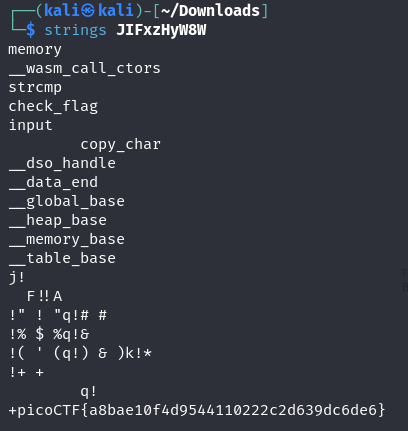 ┌──(kali㉿kali)-[~/Downloads]
└─$ strings JIFxzHyW8W
memory
__wasm_call_ctors
strcmp
check_flag
input
        copy_char
__dso_handle
__data_end
__global_base
__heap_base
__memory_base
__table_base
j!
  F!!A
!" ! "q!# #
!% $ %q!&
!( ' (q!) & )k!*
!+ +
        q!
+picoCTF{a8bae10f4d9544110222c2d639dc6de6}